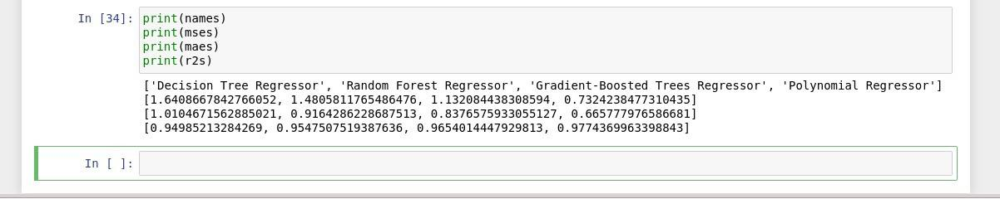 In [34]: print(names)
print(mses)
print(maes)
print(r2s)
['Decision Tree Regressor', 'Random Forest Regressor', 'Gradient-Boosted Trees Regressor', 'Polynomial Regressor']
[1.6408667842766052, 1.4805811765486476, 1.132084438308594, 0.7324238477310435]
[1.0104671562885021, 0.9164286228687513, 0.8376575933055127, 0.665777976586681]
[0.94985213284269, 0.9547507519387636, 0.9654014447929813, 0.9774369963398843]
In [ ]: